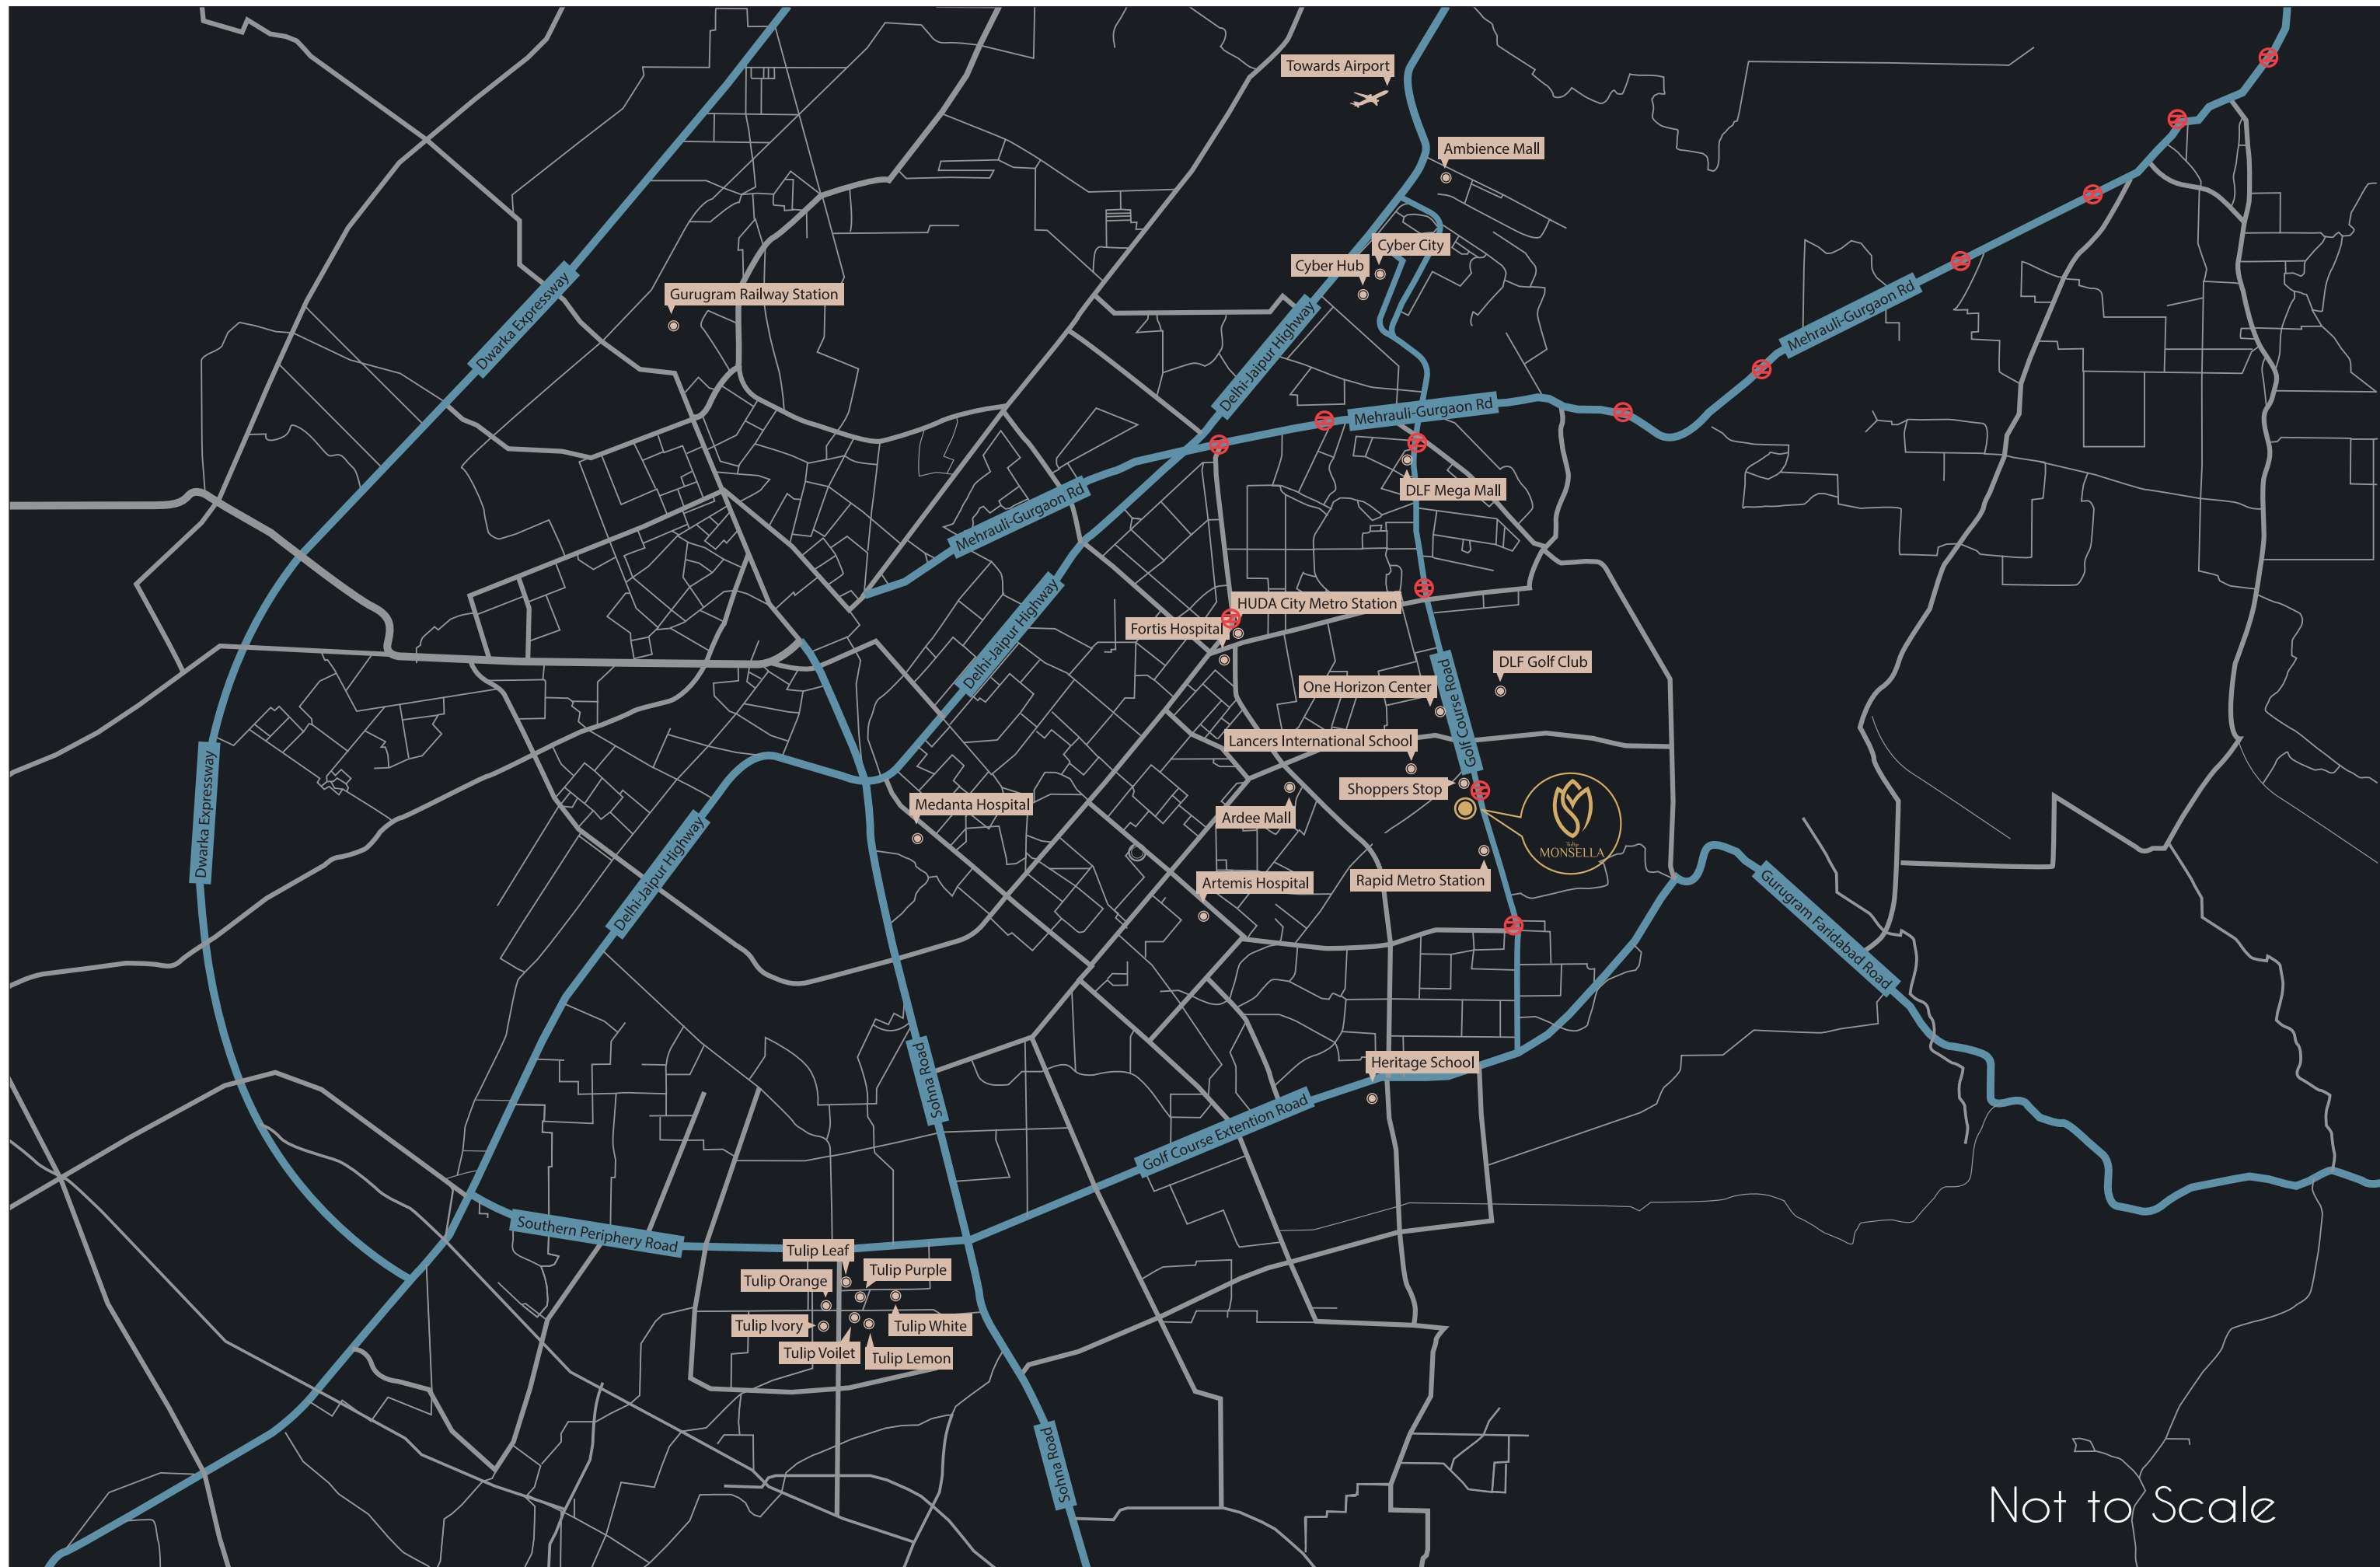 Towards Airport
Ambience Mall
Cyber City
Cyber Hub
Gurugram Railway Station
Dwarka Expressway
Delhi-Jaipur Highway
Mehrauli-Gurgaon Rd
Mehrauli-Gurgaon Rd
DLF Mega Mall
Mehrauli-Gurgaon Rd
HUDA City Metro Station
Fortis Hospital
Delhi-Jaipur Highway
DLF Golf Club
One Horizon Center
Golf Course Road
Lancers International School
Shoppers Stop
Dwarka Expressway
Medanta Hospital
Ardee Mall
Tulip
MONSELLA
Delhi-Jaipur Highway
Artemis Hospital
Rapid Metro Station
Gurugram Faridabad Road
Sohna Road
Heritage School
Golf Course Extention Road
Southern Periphery Road
Tulip Leaf
Tulip Purple
Tulip Orange
Tulip Ivory
Tulip White
Tulip Voilet
Tulip Lemon
Sohna Road
Not to Scale